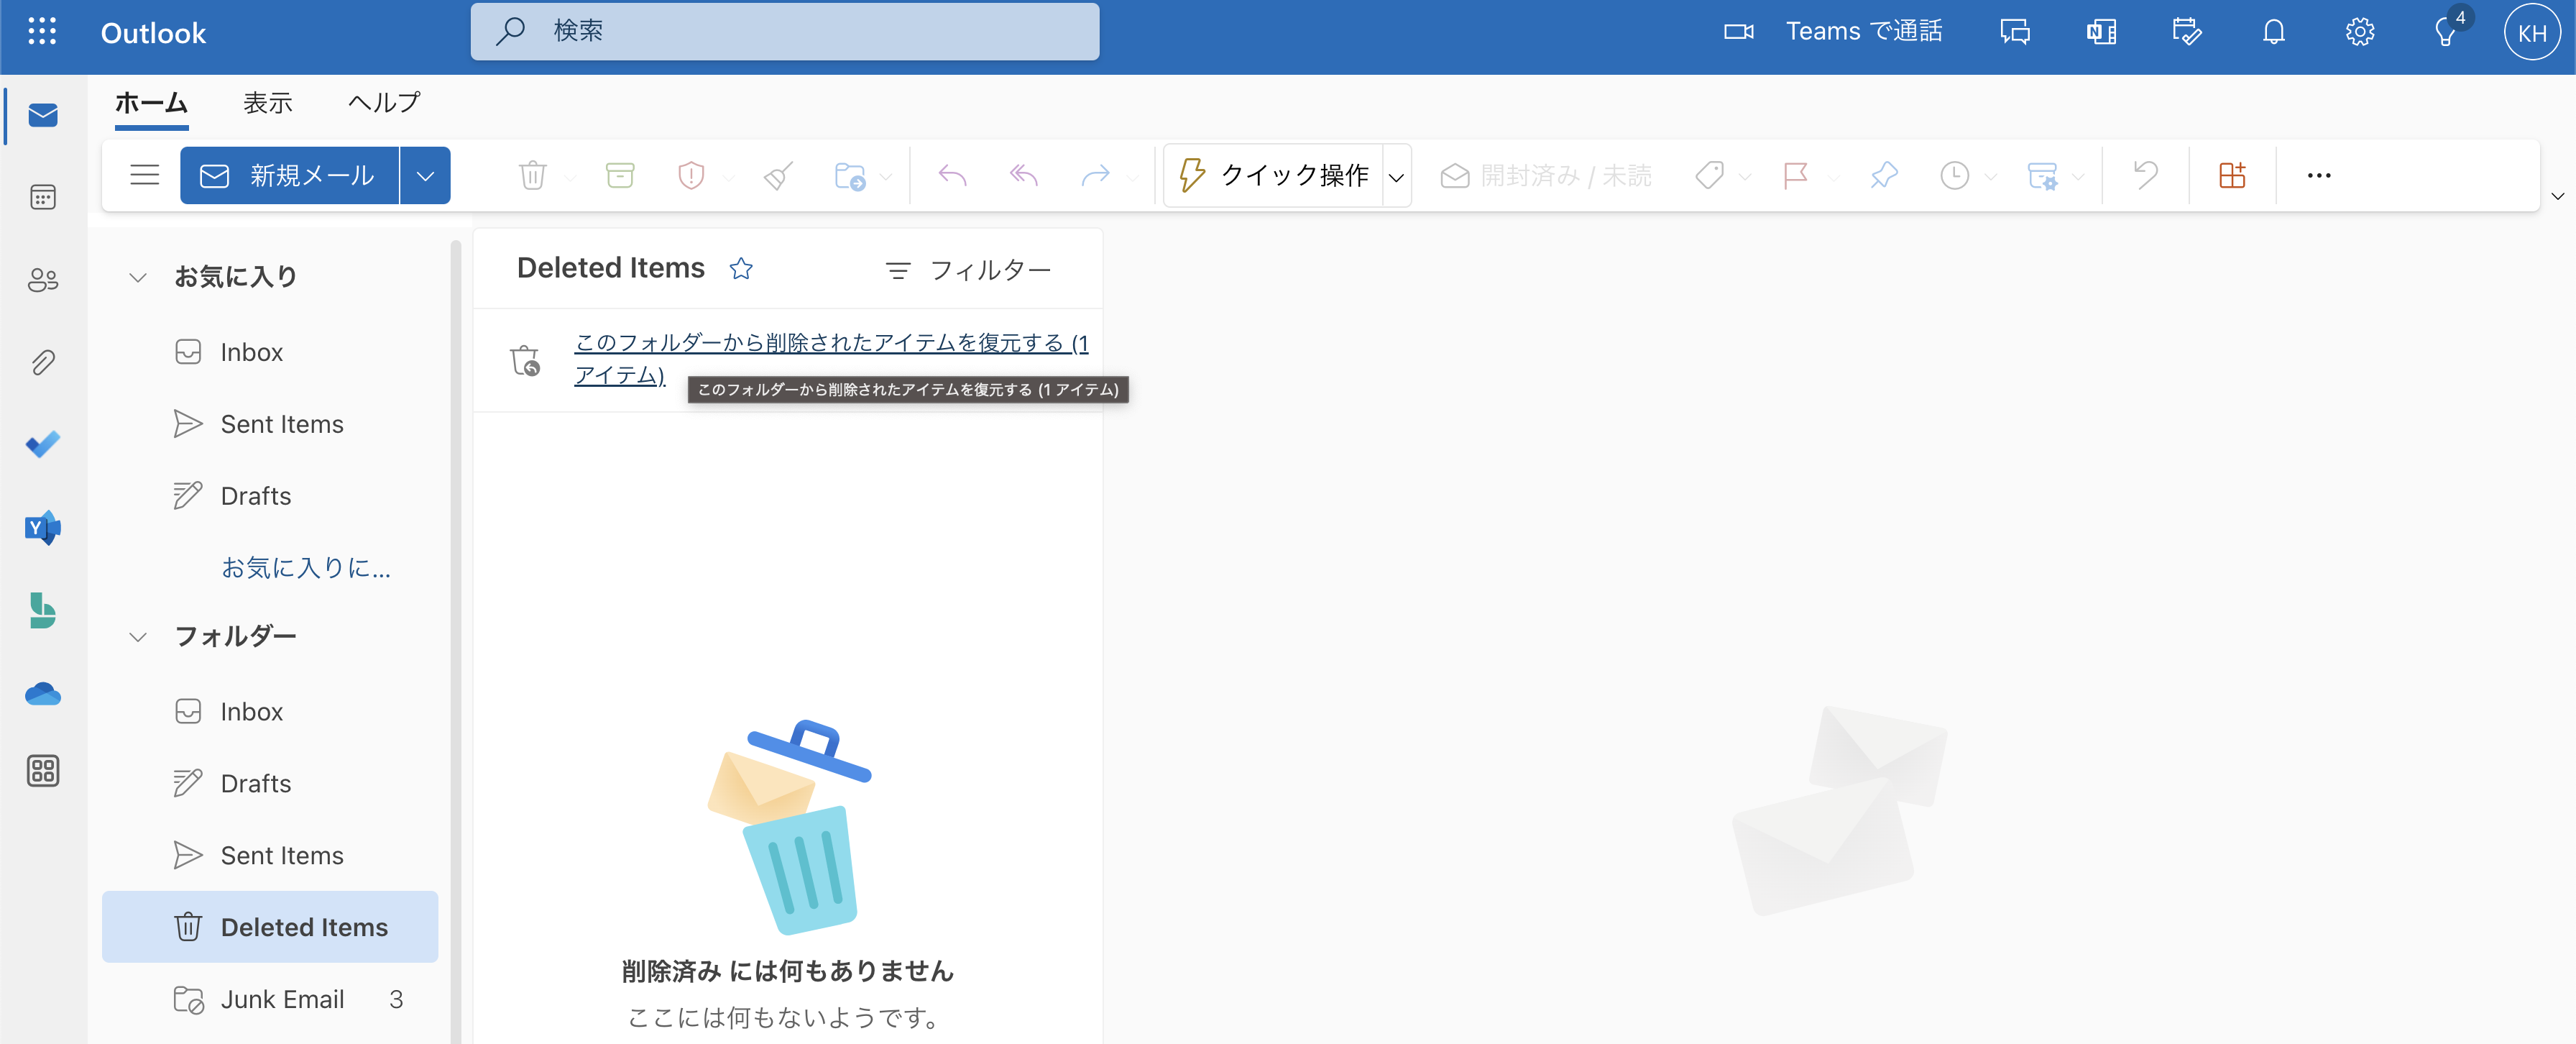 Outlook
検索
Teams で通話
4
KH
ホーム
表示
ヘルプ
新規メール
クイック操作
開封済み / 未読
お気に入り
Inbox
Sent Items
Drafts
お気に入りに...
フォルダー
Inbox
Drafts
Sent Items
Deleted Items
Junk Email 3
Deleted Items
フィルター
このフォルダーから削除されたアイテムを復元する (1
アイテム)
このフォルダーから削除されたアイテムを復元する (1 アイテム)
削除済み には何もありません
ここには何もないようです。
N
Y